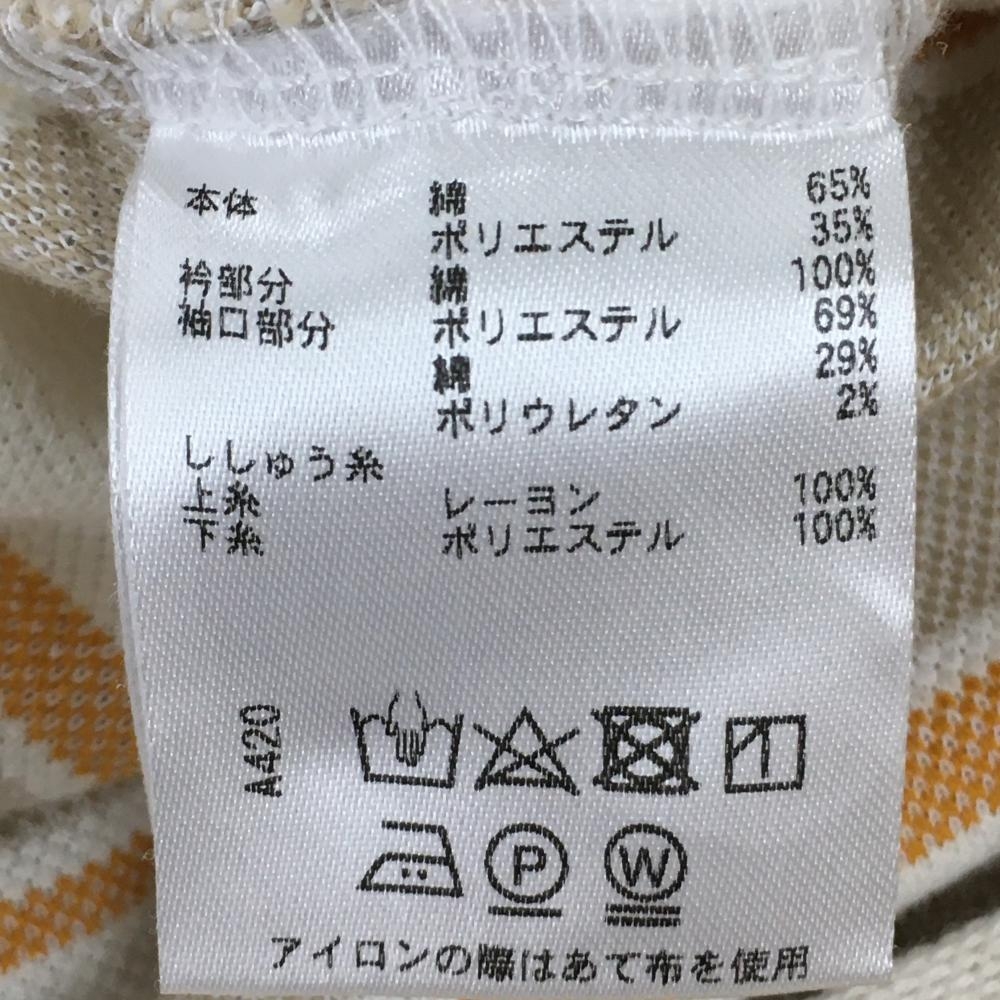 本体 綿 65%
ポリエステル 35%
衿部分 綿 100%
袖口部分 ポリエステル 69%
綿 29%
ポリウレタン 2%
ししゅう糸
上糸 レーヨン 100%
下糸 ポリエステル 100%
A420
P W
アイロンの際はあて布を使用